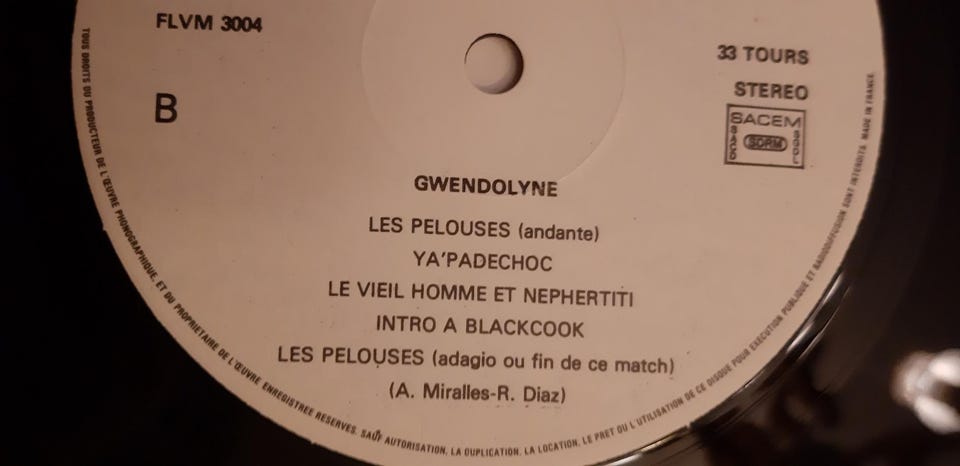 FLVM 3004
B
33 TOURS
STEREO
SACEM
SACD
SDRM
SGDL
GWENDOLYNE
LES PELOUSES (andante)
YA'PADECHOC
LE VIEIL HOMME ET NEPHERTITI
INTRO A BLACKCOOK
LES PELOUSES (adagio ou fin de ce match)
(A. Miralles-R. Diaz)
TOUS DROITS DU PRODUCTEUR DE L'ŒUVRE PHONOGRAPHIQUE, ET DU PROPRIETAIRE DE L'ŒUVRE ENREGISTREE RESERVES. SAUF AUTORISATION, LA DUPLICATION, LA LOCATION, LE PRET OU L'UTILISATION DE CE DISQUE POUR EXECUTION PUBLIQUE ET RADIODIFFUSION SONT INTERDITS. MADE IN FRANCE.